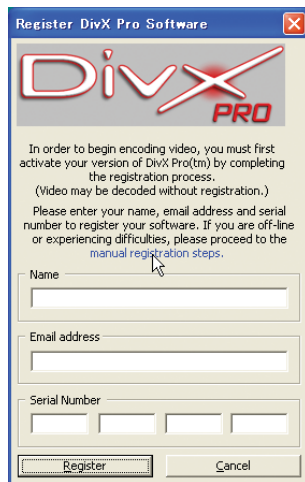 Register DivX Pro Software
DivX
PRO
In order to begin encoding video, you must first
activate your version of DivX Pro(tm) by completing
the registration process.
(Video may be decoded without registration.)
Please enter your name, email address and serial
number to register your software. If you are off-line
or experiencing difficulties, please proceed to the
manual registration steps.
Name
Email address
Serial Number
Register
Cancel